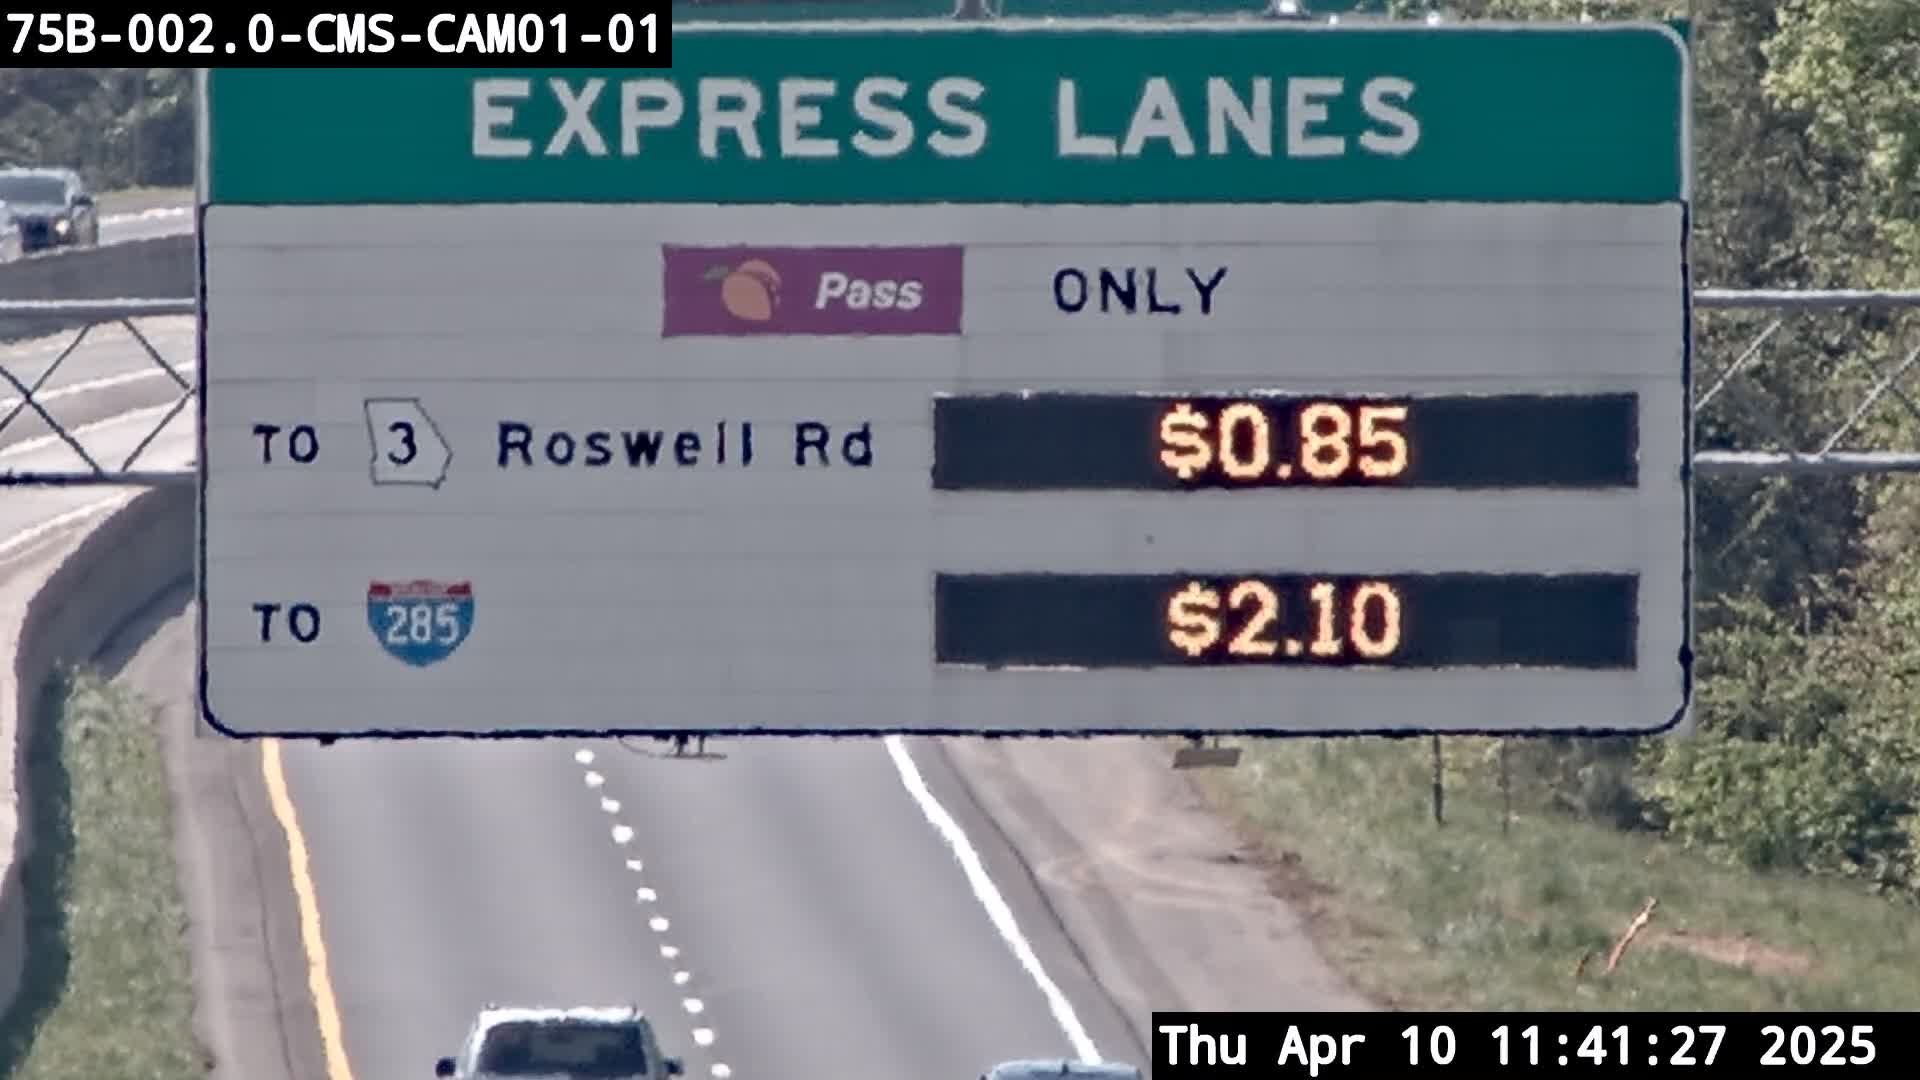 75B-002.0-CMS-CAM01-01
EXPRESS LANES
Pass ONLY
TO 3 Roswell Rd $0.85
TO 285 $2.10
Thu Apr 10 11:41:27 2025